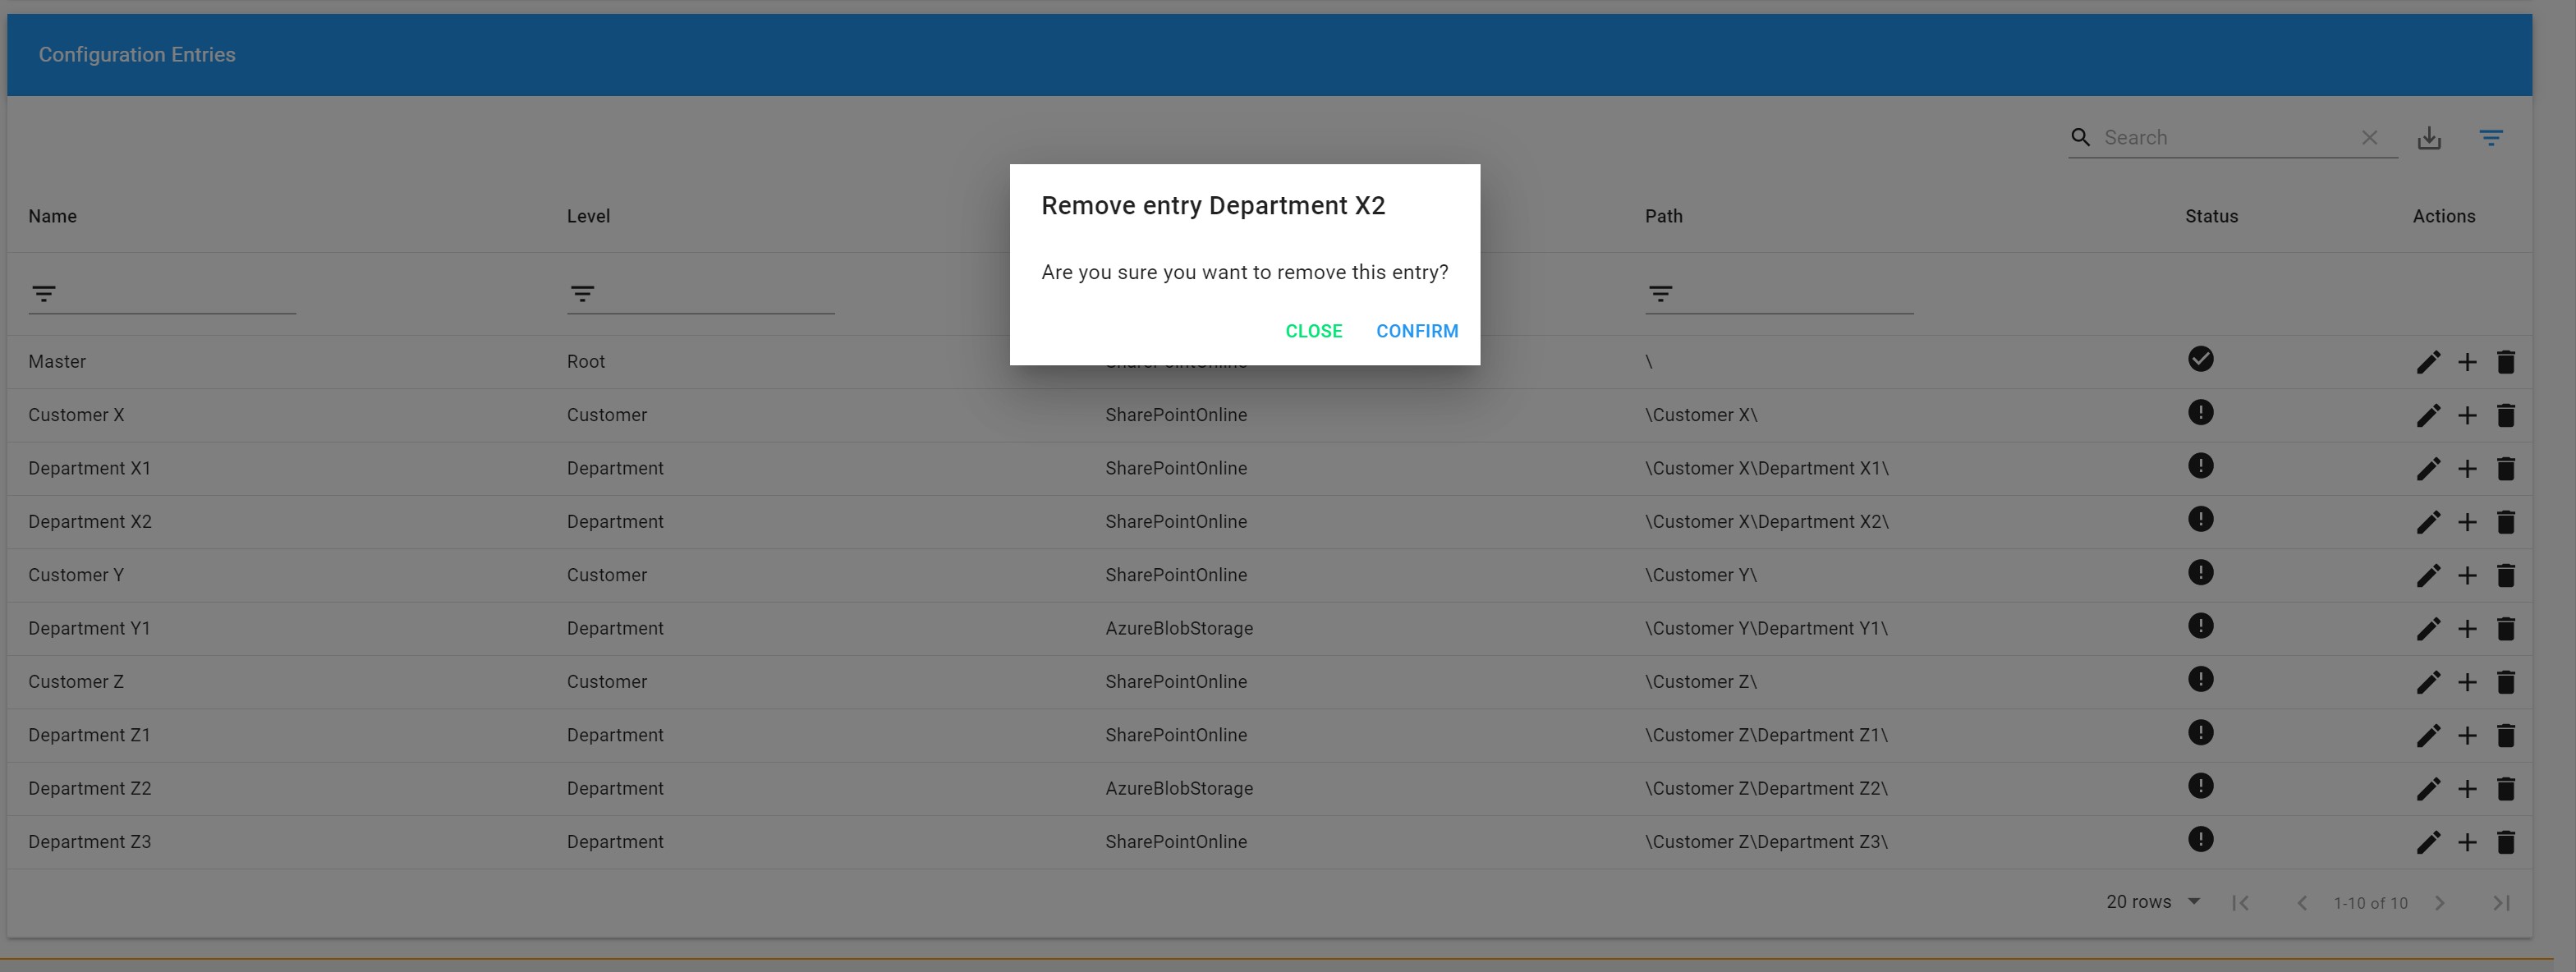 Configuration Entries
Search
Remove entry Department X2
Are you sure you want to remove this entry?
CLOSE CONFIRM
Name Level Path Status Actions
Master Root SharePointOnline \
Customer X Customer SharePointOnline \Customer X\
Department X1 Department SharePointOnline \Customer X\Department X1\
Department X2 Department SharePointOnline \Customer X\Department X2\
Customer Y Customer SharePointOnline \Customer Y\
Department Y1 Department AzureBlobStorage \Customer Y\Department Y1\
Customer Z Customer SharePointOnline \Customer Z\
Department Z1 Department SharePointOnline \Customer Z\Department Z1\
Department Z2 Department AzureBlobStorage \Customer Z\Department Z2\
Department Z3 Department SharePointOnline \Customer Z\Department Z3\
20 rows 1-10 of 10